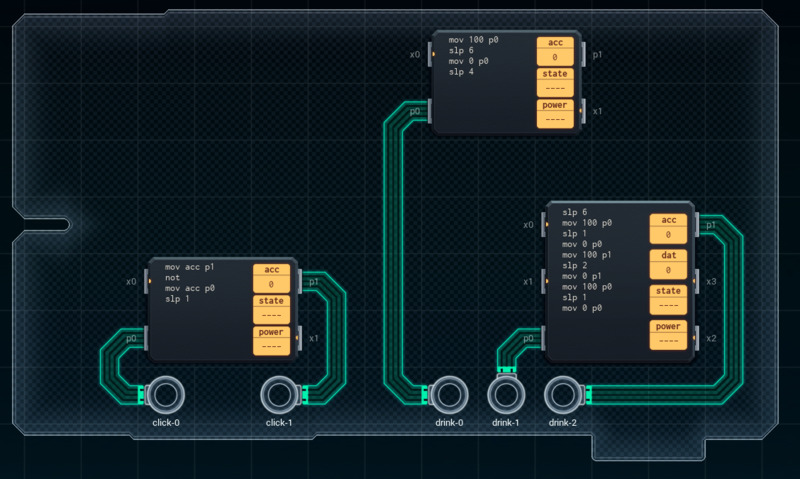 x0
mov 100 p0
slp 6
mov 0 p0
slp 4
acc
0
state
----
power
----
p0
p1
x1
x0
x1
p0
slp 6
mov 100 p0
slp 1
mov 0 p0
mov 100 p1
slp 2
mov 0 p1
mov 100 p0
slp 1
mov 0 p0
acc
0
dat
0
state
----
power
----
p1
x3
x2
x0
p0
mov acc p1
not
mov acc p0
slp 1
acc
0
state
----
power
----
p1
x1
click-0
click-1
drink-0
drink-1
drink-2